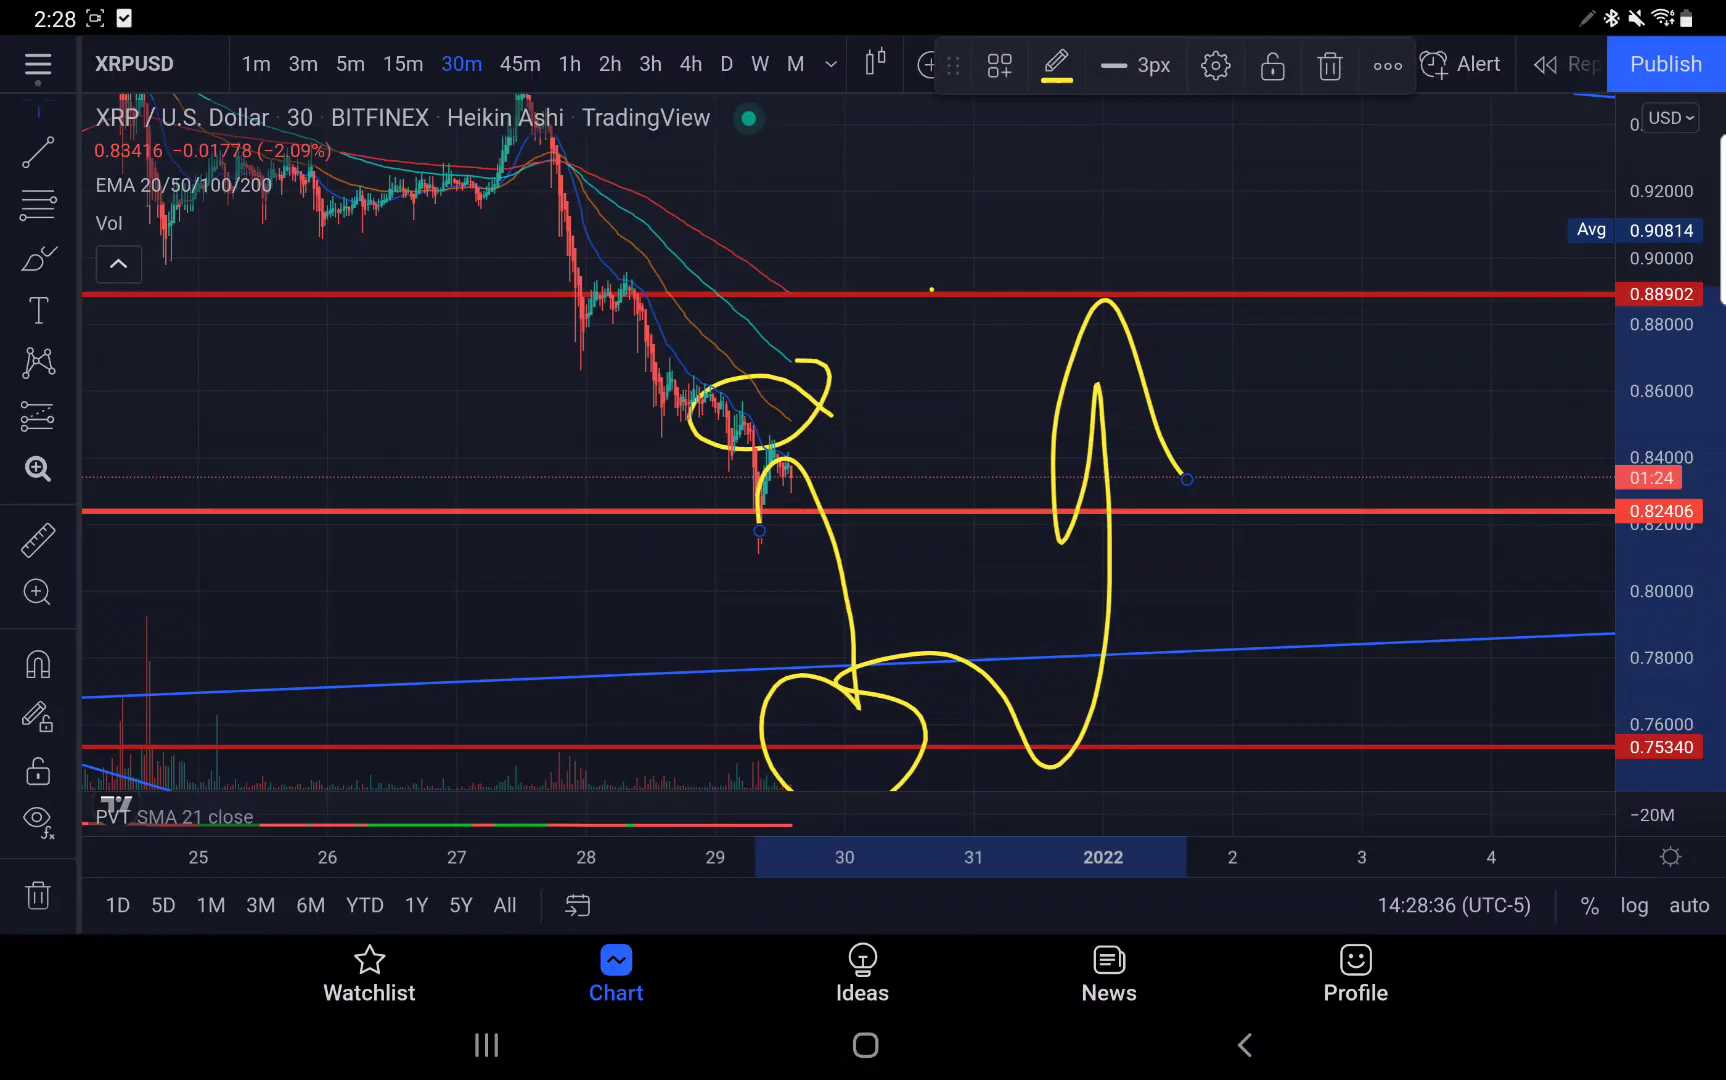 2:28
XRPUSD 1m 3m 5m 15m 30m 45m 1h 2h 3h 4h D W M 3px Alert Rep Publish
XRP / U.S. Dollar · 30 · BITFINEX · Heikin Ashi · TradingView
0.83416 −0.01778 (−2.09%)
EMA 20/50/100/200
Vol
0. USD
0.92000
Avg 0.90814
0.90000
0.88902
0.88000
0.86000
0.84000
01:24
0.82406
0.82000
0.80000
0.78000
0.76000
0.75340
PVT SMA 21 close
−20M
25 26 27 28 29 30 31 2022 2 3 4
1D 5D 1M 3M 6M YTD 1Y 5Y All 14:28:36 (UTC-5) % log auto
Watchlist Chart Ideas News Profile